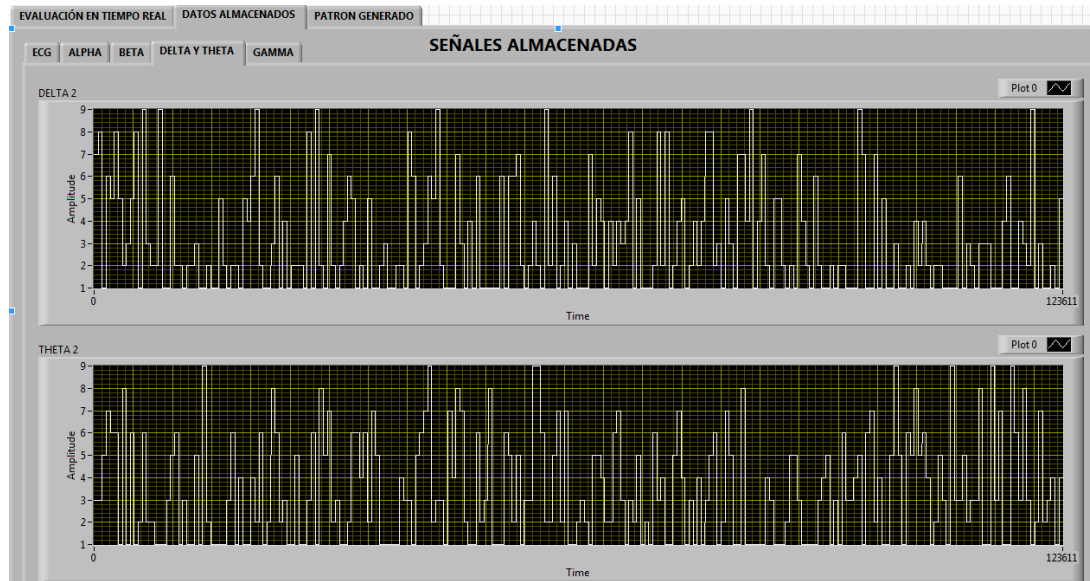 EVALUACIÓN EN TIEMPO REAL DATOS ALMACENADOS PATRON GENERADO
SEÑALES ALMACENADAS
ECG ALPHA BETA DELTA Y THETA GAMMA
DELTA 2
Plot 0
Amplitude
9
8
7
6
5
4
3
2
1
0
123611
Time
THETA 2
Plot 0
Amplitude
9
8
7
6
5
4
3
2
1
0
123611
Time